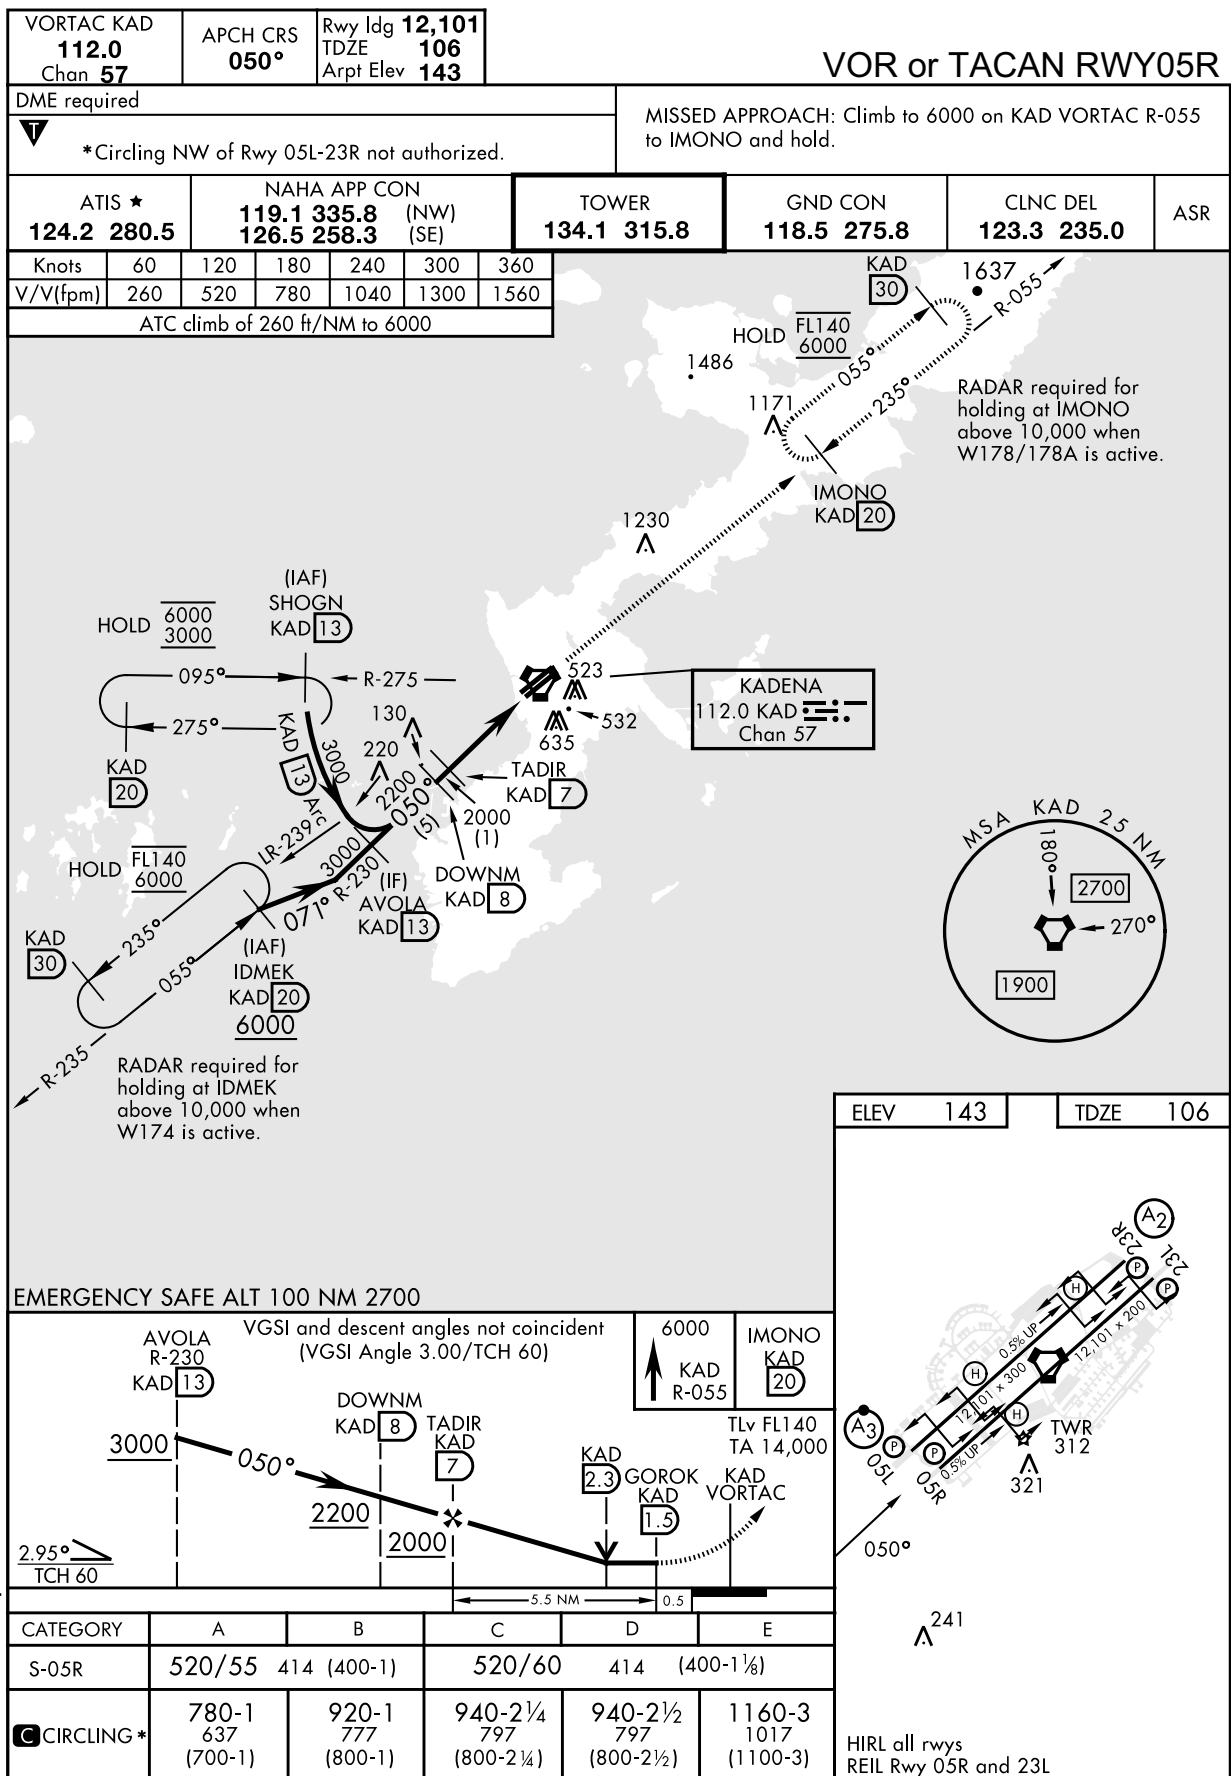 VORTAC KAD
112.0
Chan 57
APCH CRS
050°
Rwy ldg 12,101
TDZE 106
Arpt Elev 143
VOR or TACAN RWY05R
DME required
T
*Circling NW of Rwy 05L-23R not authorized.
MISSED APPROACH: Climb to 6000 on KAD VORTAC R-055
to IMONO and hold.
ATIS ★
124.2 280.5
NAHA APP CON
119.1 335.8 (NW)
126.5 258.3 (SE)
TOWER
134.1 315.8
GND CON
118.5 275.8
CLNC DEL
123.3 235.0
ASR
Knots 60 120 180 240 300 360
V/V(fpm) 260 520 780 1040 1300 1560
ATC climb of 260 ft/NM to 6000
KAD
30
1637
R-055
HOLD FL140
6000
1486
055°
235°
1171
RADAR required for
holding at IMONO
above 10,000 when
W178/178A is active.
IMONO
KAD 20
1230
(IAF)
SHOGN
KAD 13
HOLD 6000
3000
095°
R-275
275°
KAD
20
KAD 13 Arc
3000
130
220
523
532
635
KADENA
112.0 KAD
Chan 57
TADIR
KAD 7
2200
050°
(5)
2000
(1)
LR-239
DOWNM
KAD 8
HOLD FL140
6000
3000
R-230
071°
(IF)
AVOLA
KAD 13
KAD
30
235°
055°
(IAF)
IDMEK
KAD 20
6000
R-235
RADAR required for
holding at IDMEK
above 10,000 when
W174 is active.
MSA KAD 25 NM
180°
2700
270°
1900
ELEV 143
TDZE 106
EMERGENCY SAFE ALT 100 NM 2700
AVOLA
R-230
KAD 13
VGSI and descent angles not coincident
(VGSI Angle 3.00/TCH 60)
6000
KAD
R-055
IMONO
KAD
20
DOWNM
KAD 8
TADIR
KAD
7
TLv FL140
TA 14,000
3000
050°
2200
2000
KAD
2.3
GOROK
KAD
1.5
KAD
VORTAC
2.95°
TCH 60
5.5 NM
0.5
A2
23R
23L
P
P
H
0.5% UP
12,101 x 200
H
12,101 x 300
H
A3
P
P
05L
05R
0.5% UP
TWR
312
321
050°
241
CATEGORY A B C D E
S-05R 520/55 414 (400-1) 520/60 414 (400-1⅛)
C CIRCLING* 780-1 920-1 940-2¼ 940-2½ 1160-3
637 777 797 797 1017
(700-1) (800-1) (800-2¼) (800-2½) (1100-3)
HIRL all rwys
REIL Rwy 05R and 23L